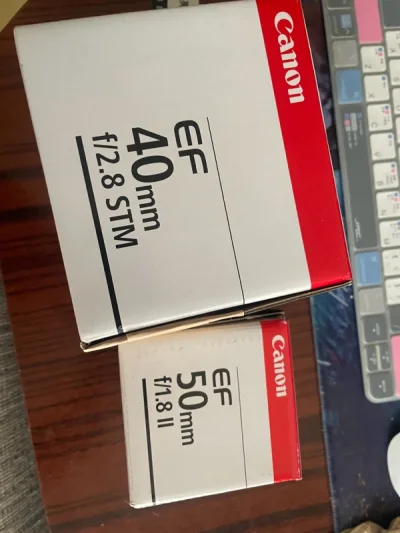 Canon
EF
40mm
f/2.8 STM
Canon
EF
50mm
f/1.8 II